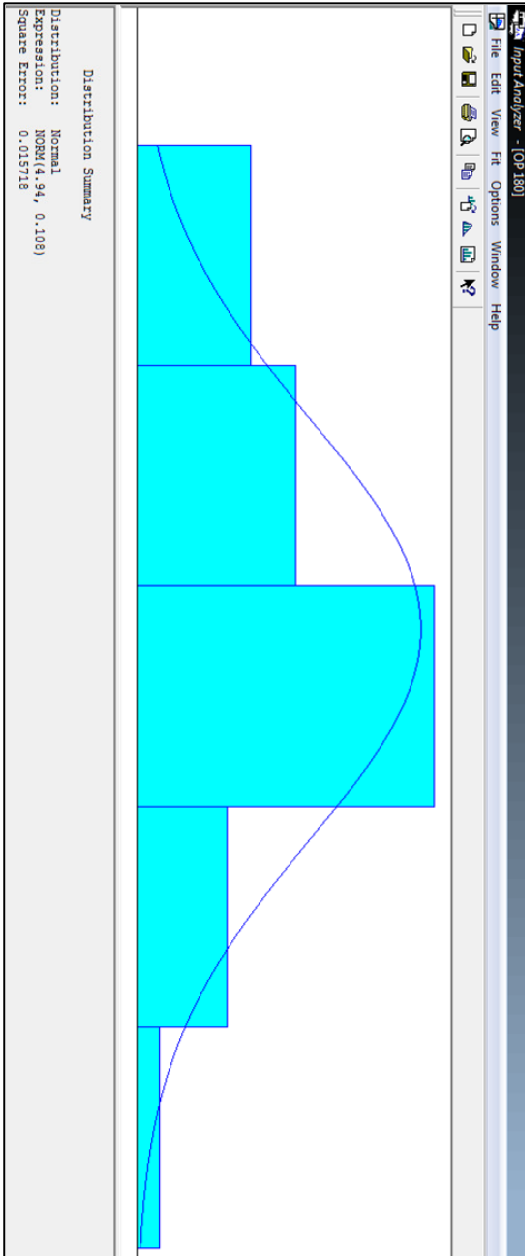 Input Analyzer - [OP 180]
File Edit View Fit Options Window Help
Distribution Summary
Distribution: Normal
Expression: NORM(4.94, 0.108)
Square Error: 0.015718